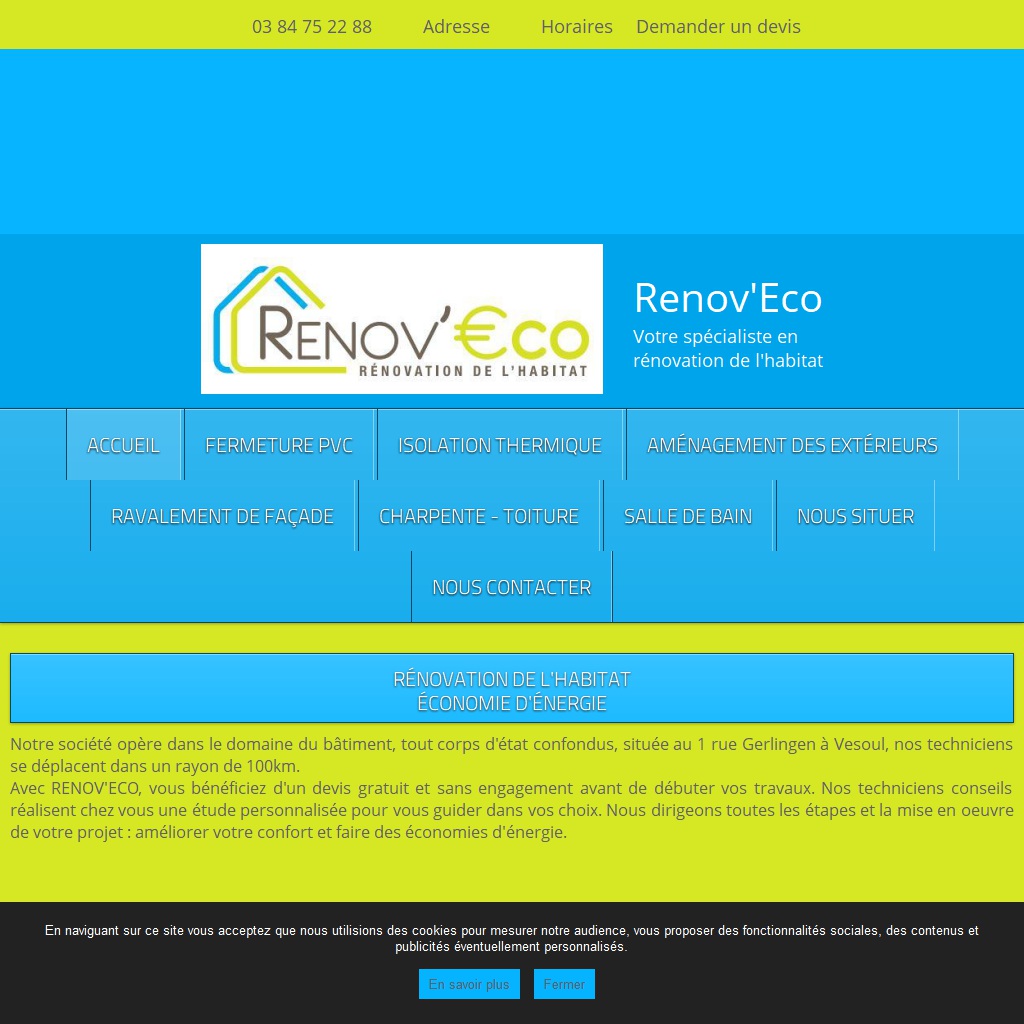 03 84 75 22 88 Adresse Horaires Demander un devis
RENOV'€CO
RÉNOVATION DE L'HABITAT
Renov'Eco
Votre spécialiste en
rénovation de l'habitat
ACCUEIL FERMETURE PVC ISOLATION THERMIQUE AMÉNAGEMENT DES EXTÉRIEURS
RAVALEMENT DE FAÇADE CHARPENTE - TOITURE SALLE DE BAIN NOUS SITUER
NOUS CONTACTER
RÉNOVATION DE L'HABITAT
ÉCONOMIE D'ÉNERGIE
Notre société opère dans le domaine du bâtiment, tout corps d'état confondus, située au 1 rue Gerlingen à Vesoul, nos techniciens
se déplacent dans un rayon de 100km.
Avec RENOV'ECO, vous bénéficiez d'un devis gratuit et sans engagement avant de débuter vos travaux. Nos techniciens conseils
réalisent chez vous une étude personnalisée pour vous guider dans vos choix. Nous dirigeons toutes les étapes et la mise en oeuvre
de votre projet : améliorer votre confort et faire des économies d'énergie.
En naviguant sur ce site vous acceptez que nous utilisions des cookies pour mesurer notre audience, vous proposer des fonctionnalités sociales, des contenus et
publicités éventuellement personnalisés.
En savoir plus Fermer